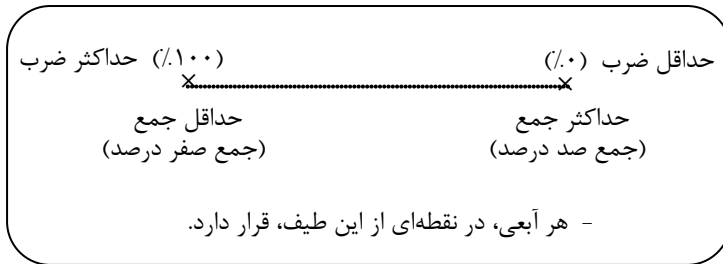 حداقل ضرب (۰٪) (۱۰۰٪) حداکثر ضرب
حداکثر جمع حداقل جمع
(جمع صد درصد) (جمع صفر درصد)
- هر آبعی، در نقطه‌ای از این طیف، قرار دارد.